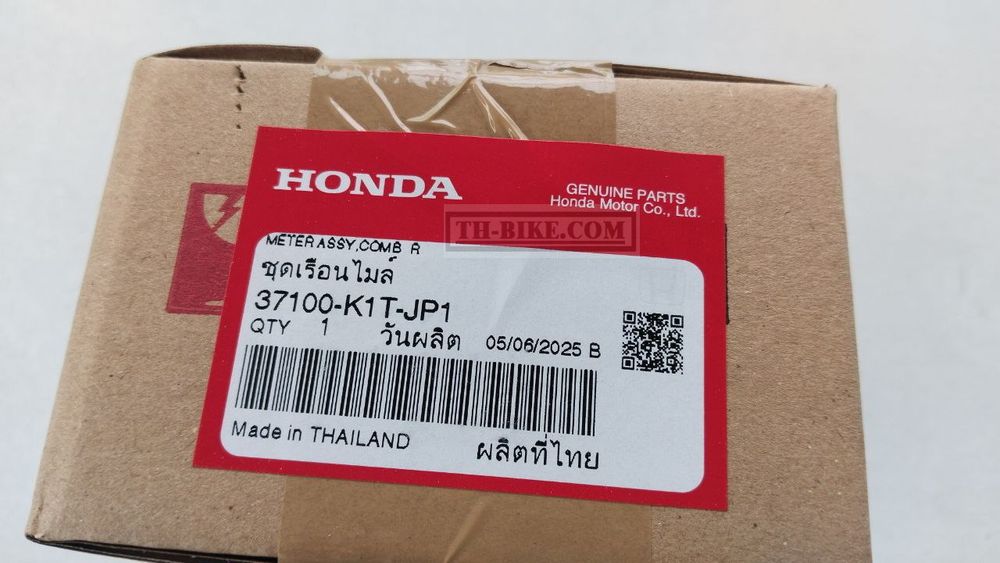 HONDA
GENUINE PARTS
Honda Motor Co., Ltd.
TH-BIKE.COM
METER ASSY,COMB R
ชุดเรือนไมล์
37100-K1T-JP1
QTY 1 วันผลิต 05/06/2025 B
Made in THAILAND ผลิตที่ไทย